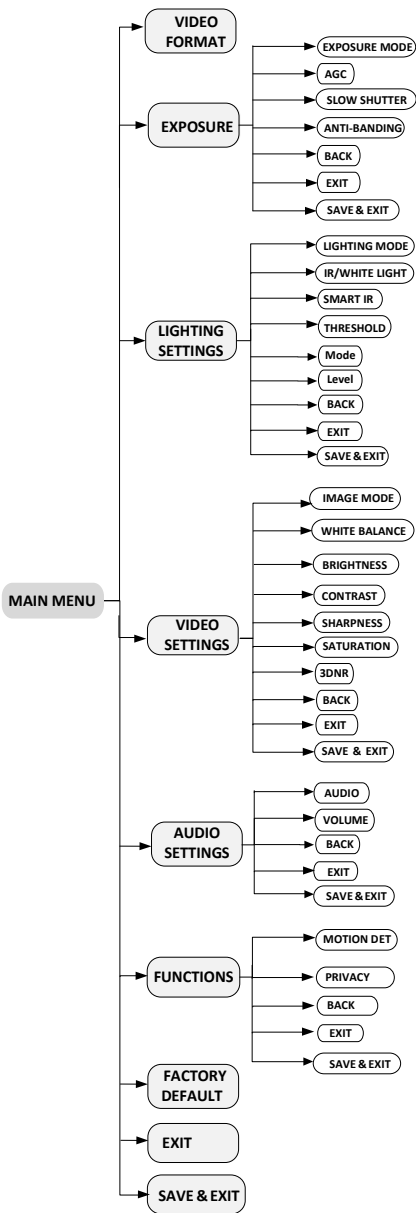 VIDEO
FORMAT
EXPOSURE MODE
AGC
SLOW SHUTTER
EXPOSURE
ANTI-BANDING
BACK
EXIT
SAVE & EXIT
LIGHTING MODE
IR/WHITE LIGHT
SMART IR
LIGHTING
SETTINGS
THRESHOLD
Mode
Level
BACK
EXIT
SAVE & EXIT
IMAGE MODE
WHITE BALANCE
BRIGHTNESS
CONTRAST
MAIN MENU
VIDEO
SETTINGS
SHARPNESS
SATURATION
3DNR
BACK
EXIT
SAVE & EXIT
AUDIO
VOLUME
AUDIO
SETTINGS
BACK
EXIT
SAVE & EXIT
MOTION DET
FUNCTIONS
PRIVACY
BACK
EXIT
SAVE & EXIT
FACTORY
DEFAULT
EXIT
SAVE & EXIT